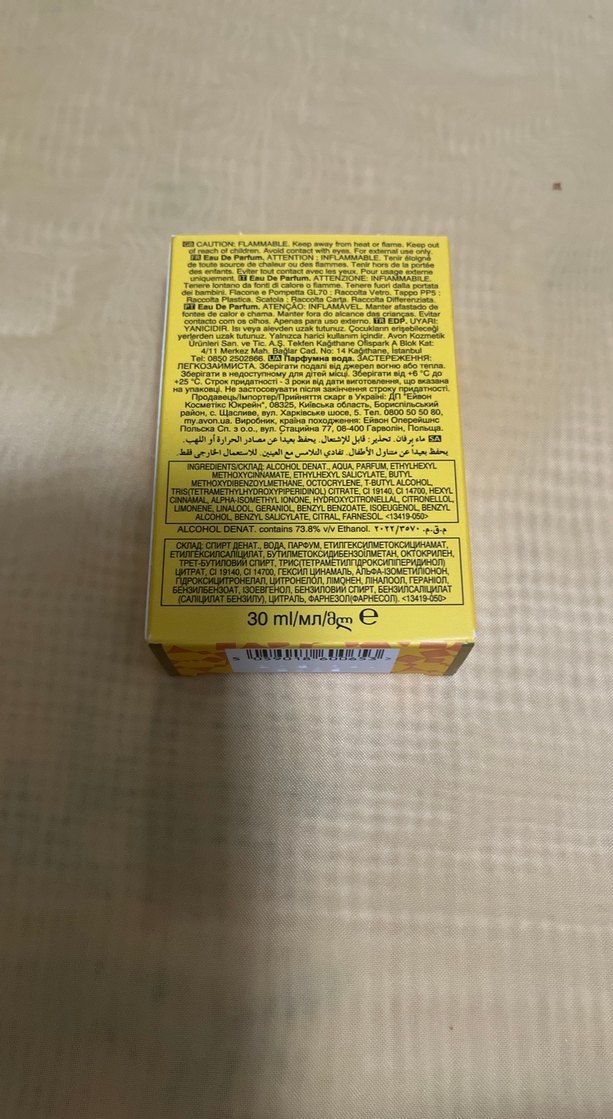 GB CAUTION: FLAMMABLE. Keep away from heat or flame. Keep out
of reach of children. Avoid contact with eyes. For external use only.
FR Eau De Parfum. ATTENTION : INFLAMMABLE. Tenir éloigné
de toute source de chaleur ou des flammes. Tenir hors de la portée
des enfants. Eviter tout contact avec les yeux. Pour usage externe
uniquement. IT Eau De Parfum. ATTENZIONE: INFIAMMABILE.
Tenere lontano da fonti di calore o fiamme. Tenere fuori dalla portata
dei bambini. Flacone e Pompetta GL70 : Raccolta Vetro. Tappo PP5 :
Raccolta Plastica. Scatola : Raccolta Carta. Raccolta Differenziata.
PT Eau De Parfum. ATENÇÃO: INFLAMÁVEL. Manter afastado de
fontes de calor e chama. Manter fora do alcance das crianças. Evitar
contacto com os olhos. Apenas para uso externo. TR EDP. UYARI:
YANICIDIR. Isı veya alevden uzak tutunuz. Çocukların erişebileceği
yerlerden uzak tutunuz. Yalnızca harici kullanım içindir. Avon Kozmetik
Ürünleri San. ve Tic. A.Ş. Tekfen Kağıthane Ofispark A Blok Kat:
4/11 Merkez Mah. Bağlar Cad. No: 14 Kağıthane, İstanbul
Tel: 0850 2502866. UA Парфумна вода. ЗАСТЕРЕЖЕННЯ:
ЛЕГКОЗАЙМИСТА. Зберігати подалі від джерел вогню або тепла.
Зберігати в недоступному для дітей місці. Зберігати від +6 °C до
+25 °C. Строк придатності - 3 роки від дати виготовлення, що вказана
на упаковці. Не застосовувати після закінчення строку придатності.
Продавець/Імпортер/Прийняття скарг в Україні: ДП "Ейвон
Косметікс Юкрейн", 08325, Київська область, Бориспільський
район, с. Щасливе, вул. Харківське шосе, 5. Тел. 0800 50 50 80,
my.avon.ua. Виробник, країна походження: Ейвон Оперейшнс
Польска Сп. з о.о., вул. Стаційна 77, 08-400 Гарволін, Польща.
SA ماء برفان. تحذير: قابل للإشتعال. يحفظ بعيدا عن مصادر الحرارة أو اللهب.
يحفظ بعيدا عن متناول الأطفال. تفادي التلامس مع العينين. للاستعمال الخارجى فقط.
INGREDIENTS/СКЛАД: ALCOHOL DENAT., AQUA, PARFUM, ETHYLHEXYL
METHOXYCINNAMATE, ETHYLHEXYL SALICYLATE, BUTYL
METHOXYDIBENZOYLMETHANE, OCTOCRYLENE, T-BUTYL ALCOHOL,
TRIS(TETRAMETHYLHYDROXYPIPERIDINOL) CITRATE, CI 19140, CI 14700, HEXYL
CINNAMAL, ALPHA-ISOMETHYL IONONE, HYDROXYCITRONELLAL, CITRONELLOL,
LIMONENE, LINALOOL, GERANIOL, BENZYL BENZOATE, ISOEUGENOL, BENZYL
ALCOHOL, BENZYL SALICYLATE, CITRAL, FARNESOL. <13419-050>
ALCOHOL DENAT. contains 73.8% v/v Ethanol. م.ق.م. ٢٠٢٢/٣٥٧٠
СКЛАД: СПИРТ ДЕНАТ., ВОДА, ПАРФУМ, ЕТИЛГЕКСИЛМЕТОКСИЦИНАМАТ,
ЕТИЛГЕКСИЛСАЛІЦИЛАТ, БУТИЛМЕТОКСИДИБЕНЗОЇЛМЕТАН, ОКТОКРИЛЕН,
ТРЕТ-БУТИЛОВИЙ СПИРТ, ТРИС(ТЕТРАМЕТИЛГІДРОКСИПІПЕРИДИНОЛ)
ЦИТРАТ, CI 19140, CI 14700, ГЕКСИЛ ЦИНАМАЛЬ, АЛЬФА-ІЗОМЕТИЛІОНОН,
ГІДРОКСИЦИТРОНЕЛАЛ, ЦИТРОНЕЛОЛ, ЛІМОНЕН, ЛІНАЛООЛ, ГЕРАНІОЛ,
БЕНЗИЛБЕНЗОАТ, ІЗОЕВГЕНОЛ, БЕНЗИЛОВИЙ СПИРТ, БЕНЗИЛСАЛІЦИЛАТ
(САЛІЦИЛАТ БЕНЗИЛУ), ЦИТРАЛЬ, ФАРНЕЗОЛ(ФАРНЕСОЛ). <13419-050>
30 ml/мл/მლ ℮